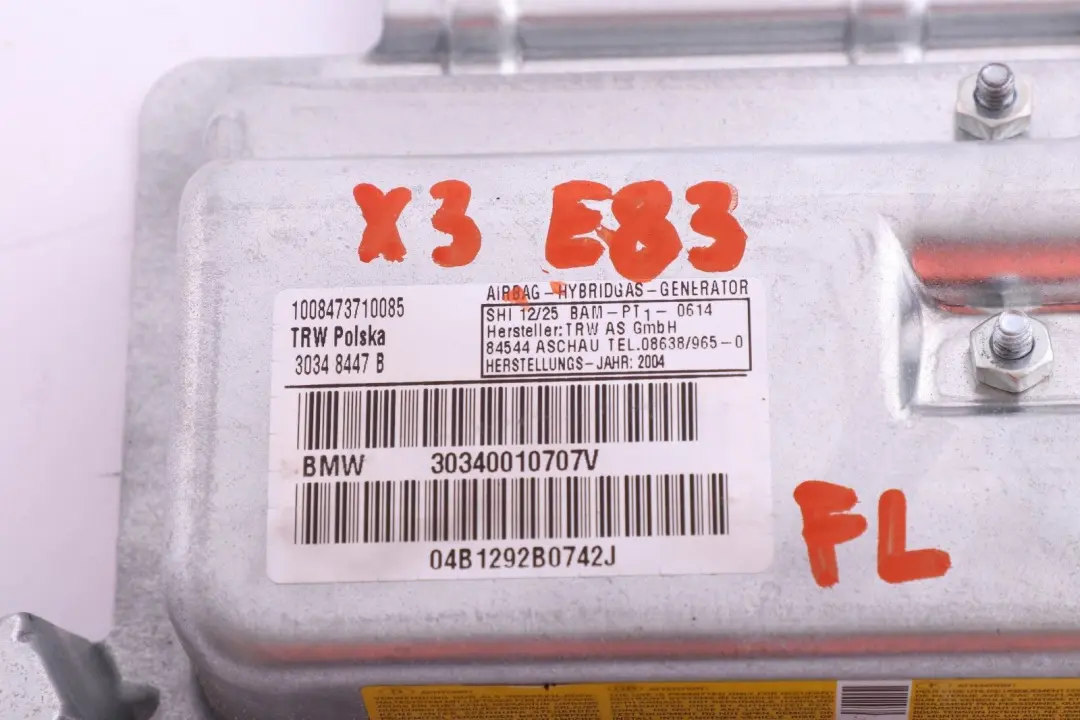 X3 E83
1008473710085
TRW Polska
3034 8447 B
AIRBAG-HYBRIDGAS-GENERATOR
SHI 12/25 BAM-PT1- 0614
Hersteller:TRW AS GmbH
84544 ASCHAU TEL.08638/965-0
HERSTELLUNGS-JAHR: 2004
BMW 30340010707V
04B1292B0742J
FL